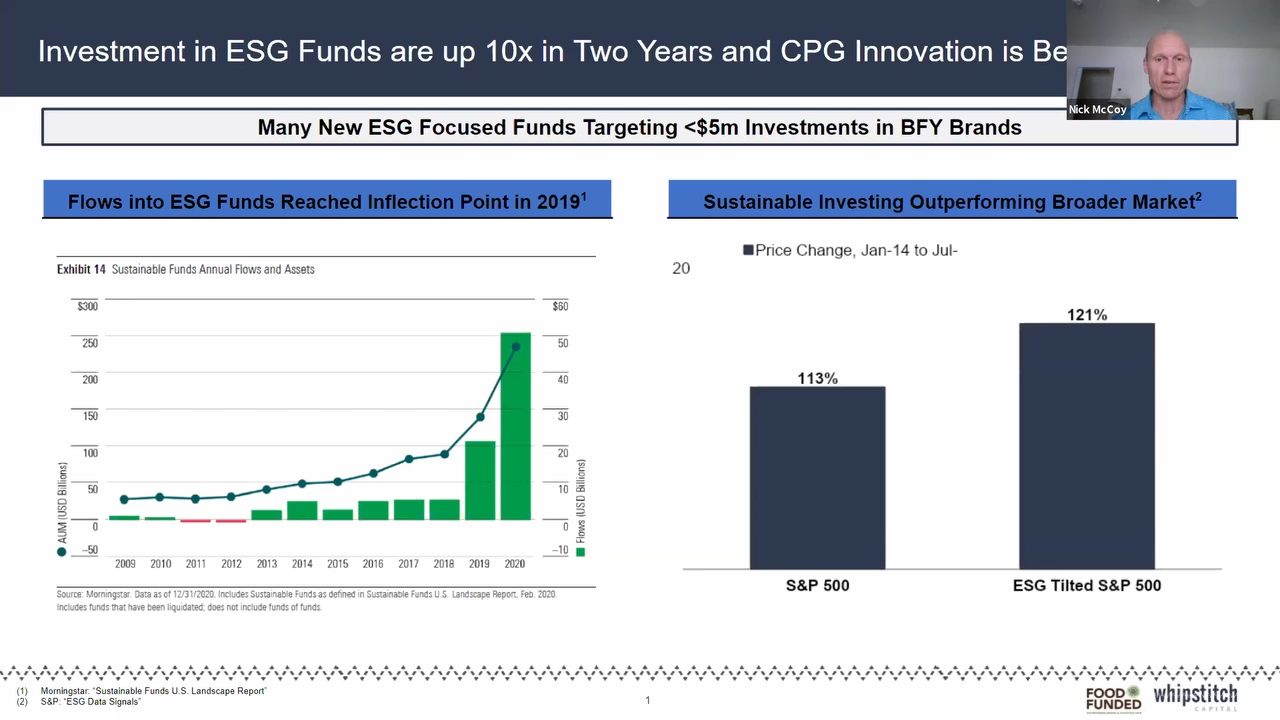 Investment in ESG Funds are up 10x in Two Years and CPG Innovation is Be
Nick McCoy
Many New ESG Focused Funds Targeting <$5m Investments in BFY Brands
Flows into ESG Funds Reached Inflection Point in 2019¹
Exhibit 14 Sustainable Funds Annual Flows and Assets
$300 $60
250 50
200 40
150 30
100 20
50 10
0 0
–50 –10
AUM (USD Billions)
Flows (USD Billions)
2009 2010 2011 2012 2013 2014 2015 2016 2017 2018 2019 2020
Source: Morningstar. Data as of 12/31/2020. Includes Sustainable Funds as defined in Sustainable Funds U.S. Landscape Report, Feb. 2020.
Includes funds that have been liquidated; does not include funds of funds.
Sustainable Investing Outperforming Broader Market²
Price Change, Jan-14 to Jul-
20
113%
121%
S&P 500
ESG Tilted S&P 500
(1) Morningstar: “Sustainable Funds U.S. Landscape Report”
(2) S&P: “ESG Data Signals”
1
FOOD
FUNDED
whipstitch
CAPITAL